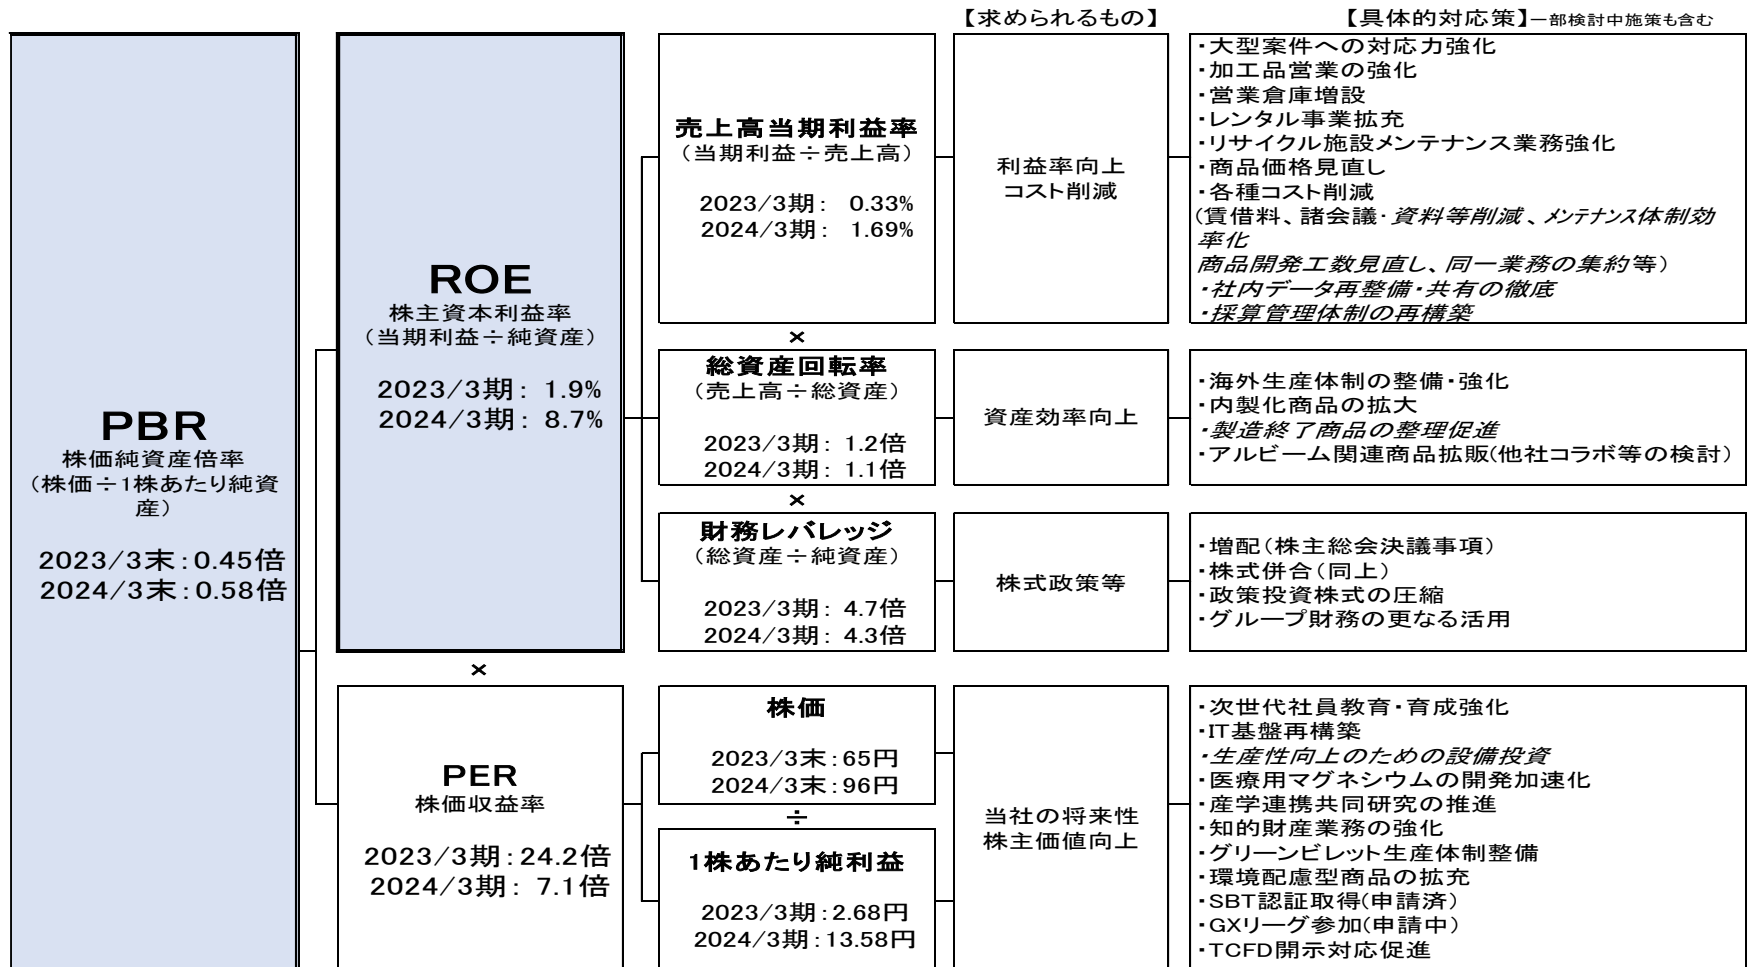 【求められるもの】
【具体的対応策】一部検討中施策も含む
PBR
株価純資産倍率
（株価÷1株あたり純資
産）
2023/3末：0.45倍
2024/3末：0.58倍
ROE
株主資本利益率
（当期利益÷純資産）
2023/3期： 1.9%
2024/3期： 8.7%
×
PER
株価収益率
2023/3期：24.2倍
2024/3期： 7.1倍
売上高当期利益率
（当期利益÷売上高）
2023/3期： 0.33%
2024/3期： 1.69%
×
総資産回転率
（売上高÷総資産）
2023/3期： 1.2倍
2024/3期： 1.1倍
×
財務レバレッジ
（総資産÷純資産）
2023/3期： 4.7倍
2024/3期： 4.3倍
株価
2023/3末：65円
2024/3末：96円
÷
1株あたり純利益
2023/3期：2.68円
2024/3期：13.58円
利益率向上
コスト削減
資産効率向上
株式政策等
当社の将来性
株主価値向上
・大型案件への対応力強化
・加工品営業の強化
・営業倉庫増設
・レンタル事業拡充
・リサイクル施設メンテナンス業務強化
・商品価格見直し
・各種コスト削減
（賃借料、諸会議・資料等削減、メンテナンス体制効
率化
商品開発工数見直し、同一業務の集約等）
・社内データ再整備・共有の徹底
・採算管理体制の再構築
・海外生産体制の整備・強化
・内製化商品の拡大
・製造終了商品の整理促進
・アルビーム関連商品拡販(他社コラボ等の検討）
・増配（株主総会決議事項）
・株式併合（同上）
・政策投資株式の圧縮
・グループ財務の更なる活用
・次世代社員教育・育成強化
・IT基盤再構築
・生産性向上のための設備投資
・医療用マグネシウムの開発加速化
・産学連携共同研究の推進
・知的財産業務の強化
・グリーンビレット生産体制整備
・環境配慮型商品の拡充
・SBT認証取得(申請済）
・GXリーグ参加(申請中）
・TCFD開示対応促進